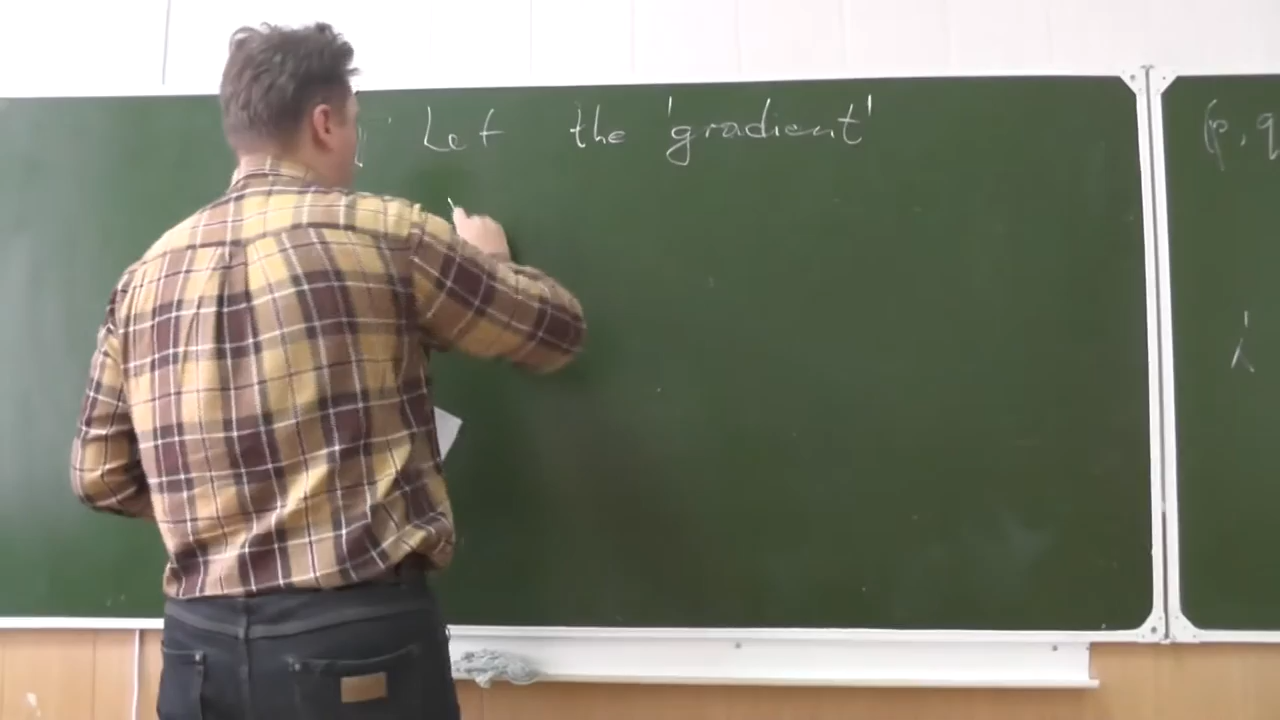 Let the 'gradient'
(p, q
λ